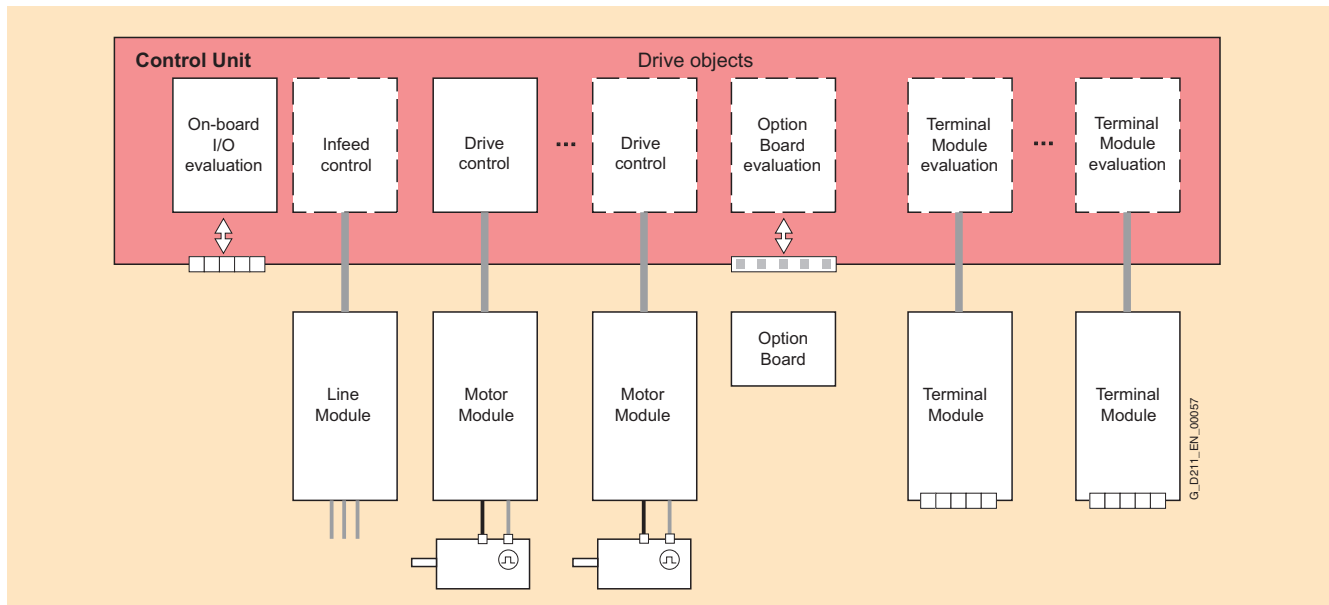 Control Unit
Drive objects
On-board
I/O
evaluation
Infeed
control
Drive
control
...
Drive
control
Option
Board
evaluation
Terminal
Module
evaluation
...
Terminal
Module
evaluation
Line
Module
Motor
Module
Motor
Module
Option
Board
Terminal
Module
Terminal
Module
G_D211_EN_00057